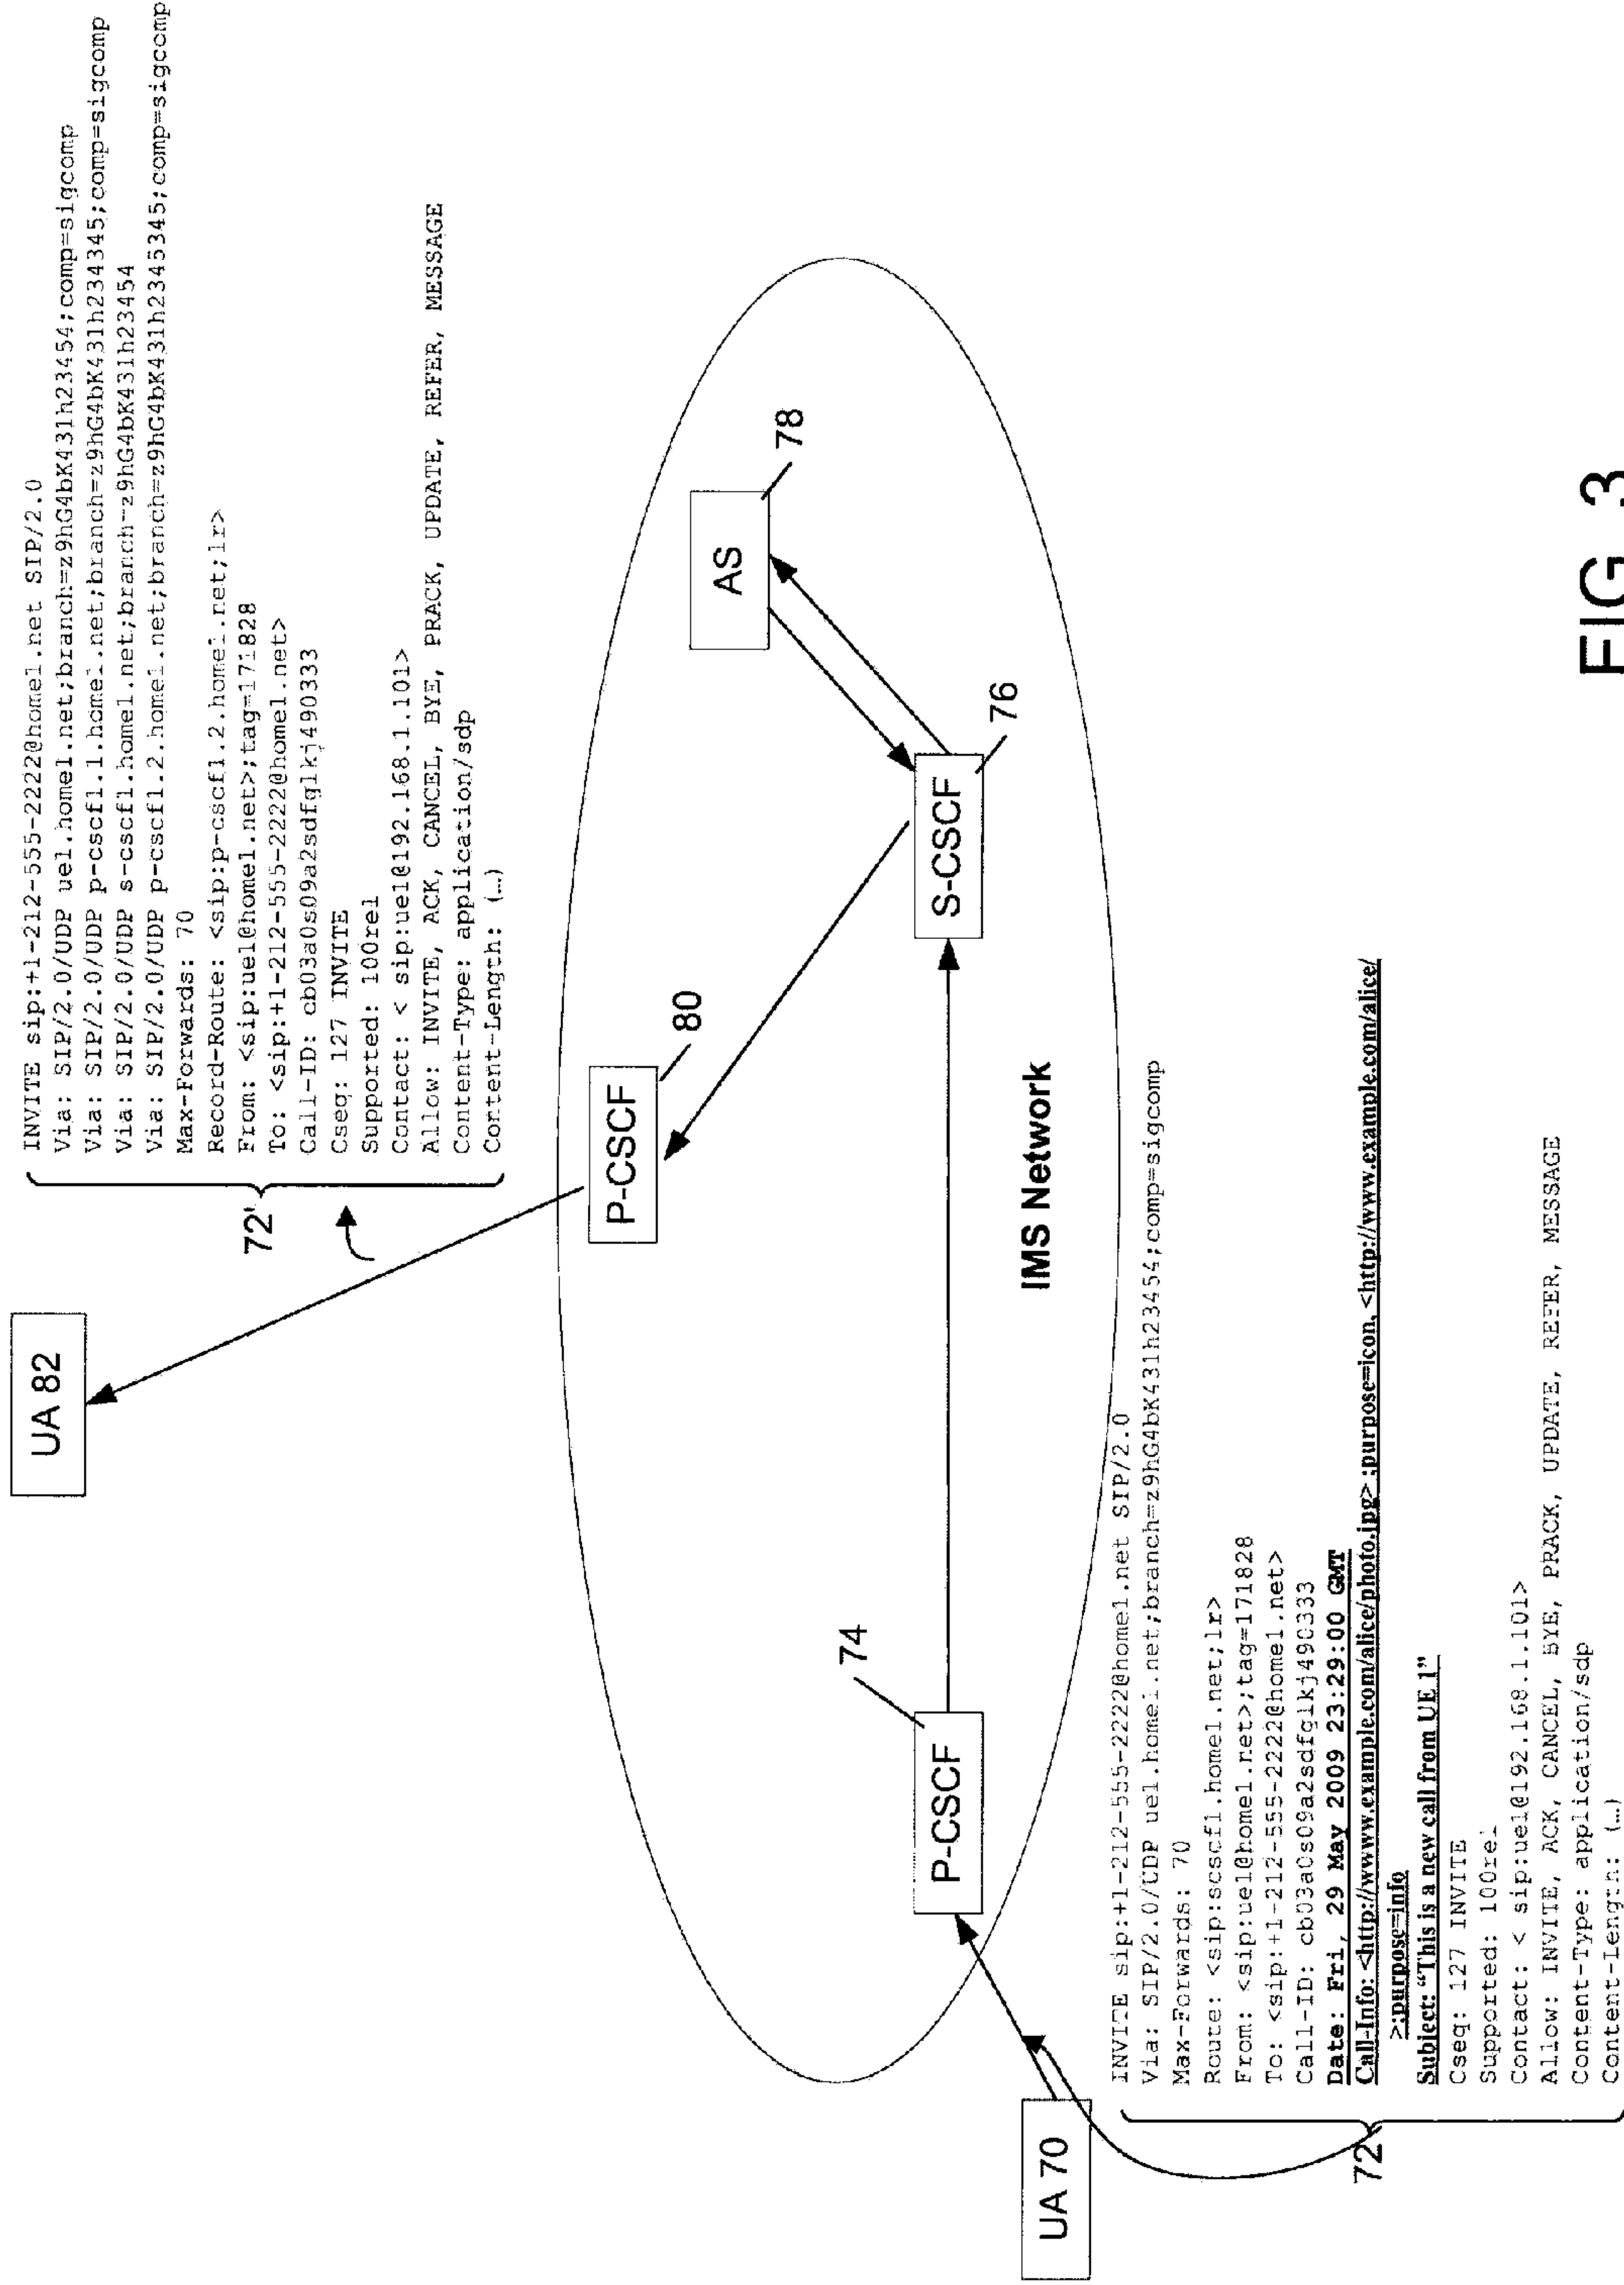 INVITE sip:+1-212-555-2222@home1.net SIP/2.0
Via: SIP/2.0/UDP ue1.home1.net;branch=z9hG4bK431h23454;comp=sigcomp
Via: SIP/2.0/UDP p-cscf1.1.home1.net;branch=z9hG4bK431h234345;comp=sigcomp
Via: SIP/2.0/UDP s-cscf1.home1.net;branch=z9hG4bK431h23454
Via: SIP/2.0/UDP p-cscf1.2.home1.net;branch=z9hG4bK431h2345345;comp=sigcomp
Max-Forwards: 70
Record-Route: <sip:p-cscf1.2.home1.net;lr>
From: <sip:ue1@home1.net>;tag=171828
To: <sip:+1-212-555-2222@home1.net>
Call-ID: cb03a0s09a2sdfglkj490333
Cseq: 127 INVITE
Supported: 100rel
Contact: < sip:ue1@192.168.1.101>
Allow: INVITE, ACK, CANCEL, BYE, PRACK, UPDATE, REFER, MESSAGE
Content-Type: application/sdp
Content-Length: (…)
72'
UA 82
P-CSCF
80
AS
78
S-CSCF
76
P-CSCF
74
IMS Network
UA 70
72
INVITE sip:+1-212-555-2222@home1.net SIP/2.0
Via: SIP/2.0/UDP ue1.home1.net;branch=z9hG4bK431h23454;comp=sigcomp
Max-Forwards: 70
Route: <sip:scscf1.home1.net;lr>
From: <sip:ue1@home1.net>;tag=171828
To: <sip:+1-212-555-2222@home1.net>
Call-ID: cb03a0s09a2sdfglkj490333
Date: Fri, 29 May 2009 23:29:00 GMT
Call-Info: <http://wwww.example.com/alice/photo.jpg> ;purpose=icon, <http://www.example.com/alice/
>;purpose=info
Subject: “This is a new call from UE 1”
Cseq: 127 INVITE
Supported: 100rel
Contact: < sip:ue1@192.168.1.101>
Allow: INVITE, ACK, CANCEL, BYE, PRACK, UPDATE, REFER, MESSAGE
Content-Type: application/sdp
Content-Length: (…)
FIG. 3